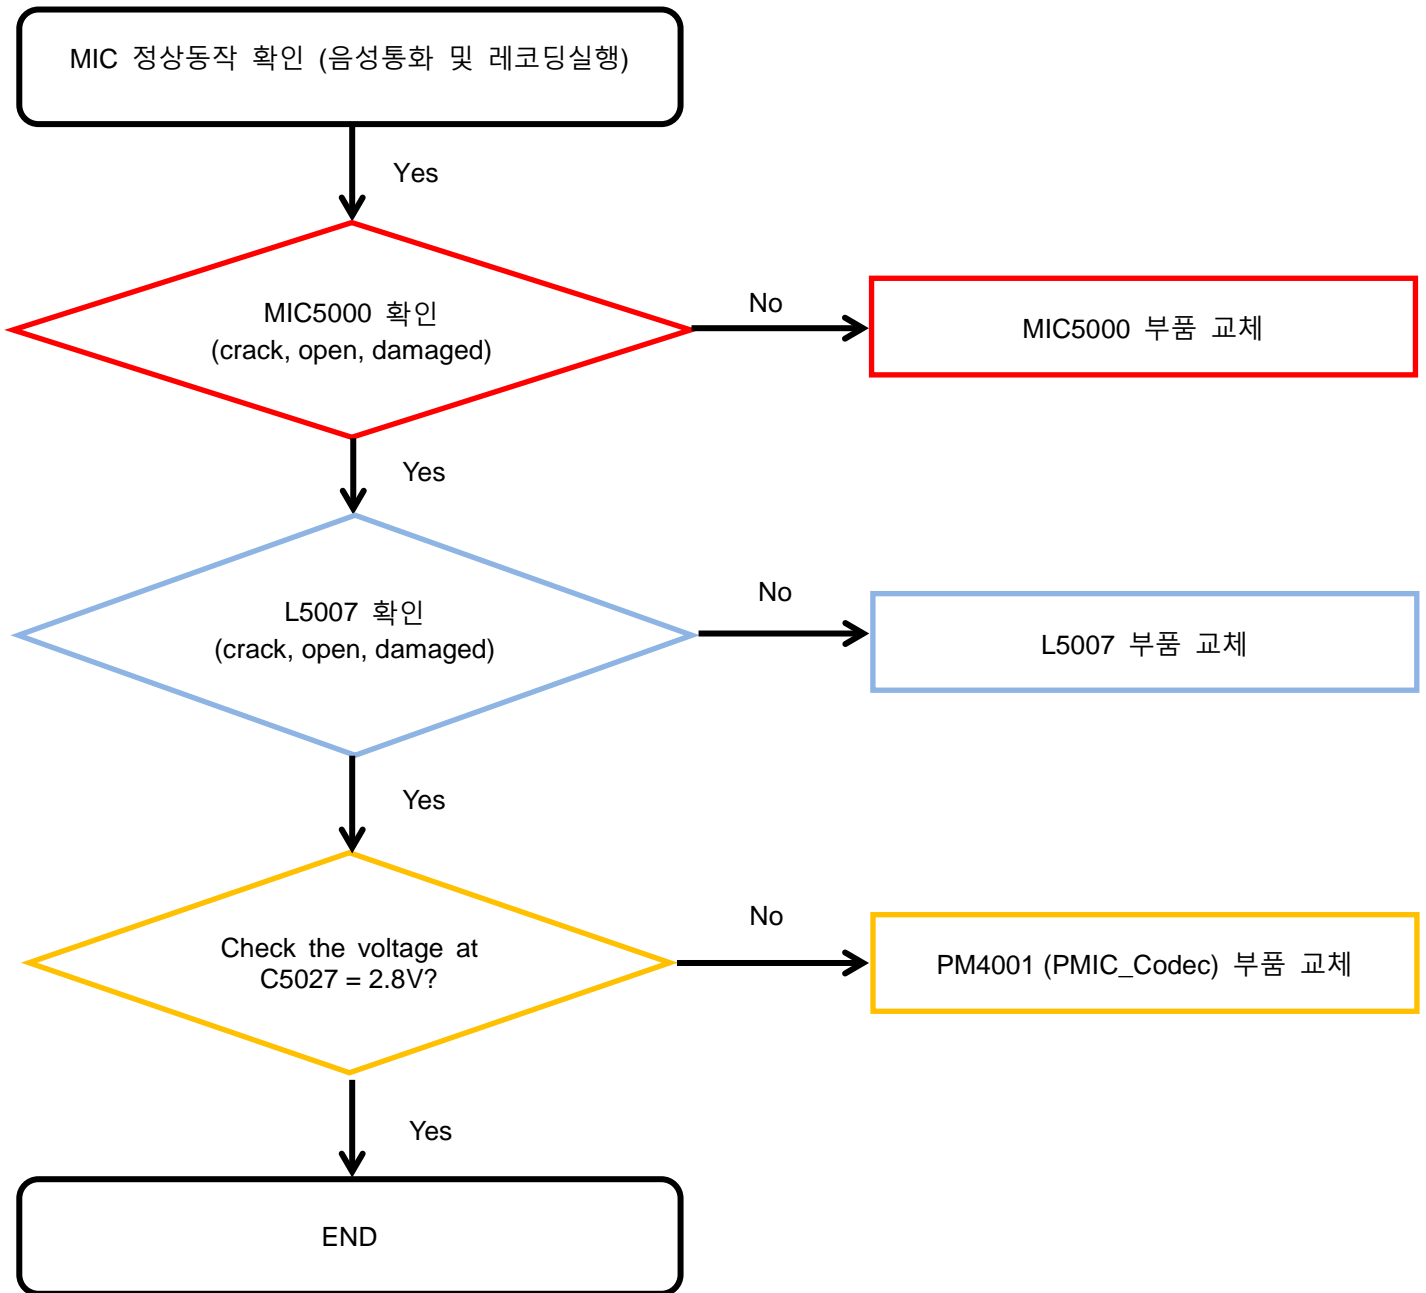 MIC 정상동작 확인 (음성통화 및 레코딩실행)
Yes
MIC5000 확인
(crack, open, damaged)
No
MIC5000 부품 교체
Yes
L5007 확인
(crack, open, damaged)
No
L5007 부품 교체
Yes
Check the voltage at
C5027 = 2.8V?
No
PM4001 (PMIC_Codec) 부품 교체
Yes
END